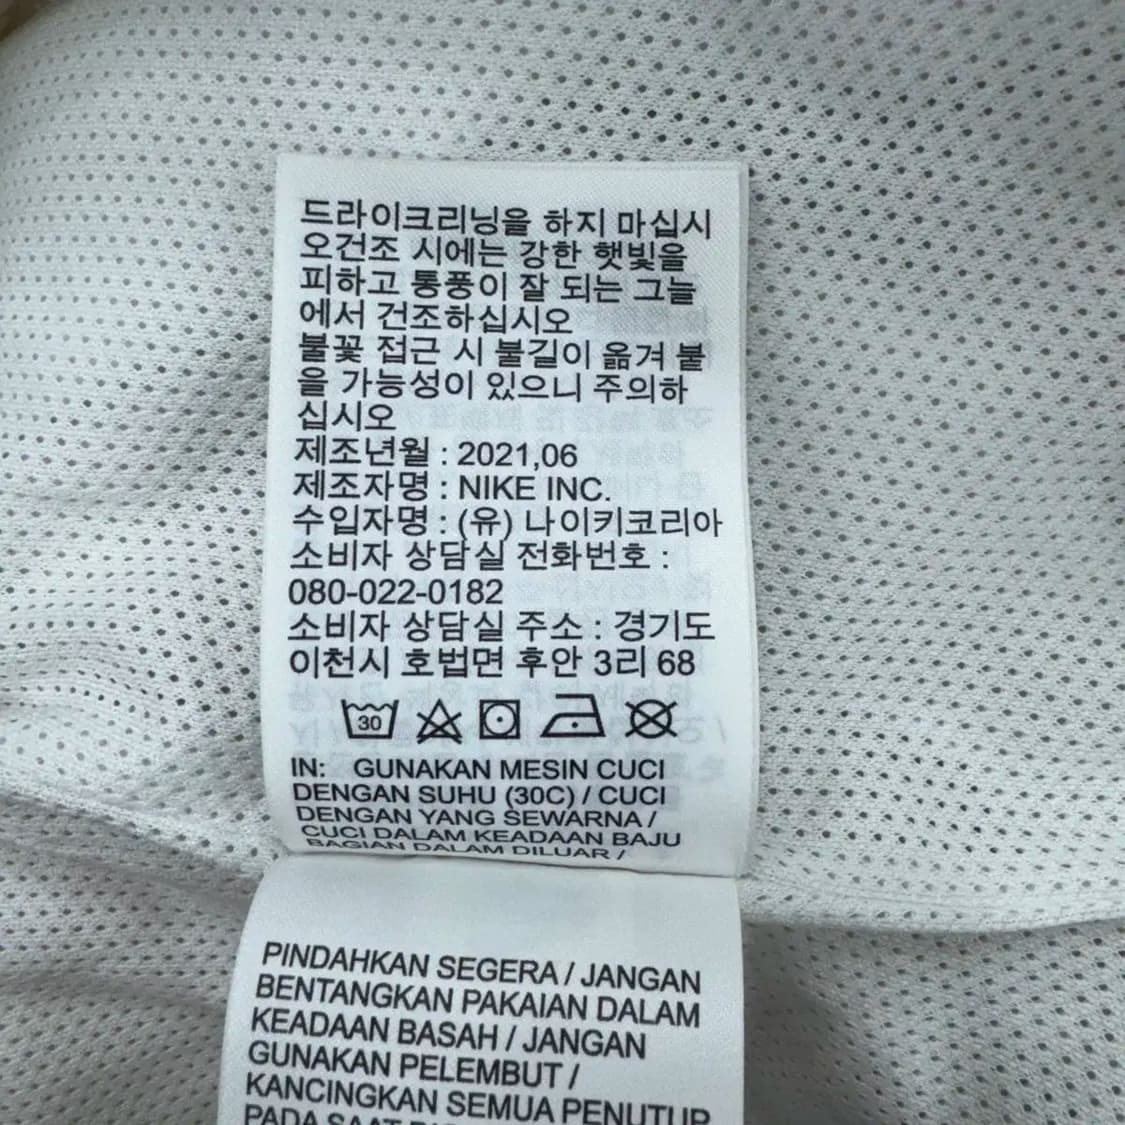 드라이크리닝을 하지 마십시
오건조 시에는 강한 햇빛을
피하고 통풍이 잘 되는 그늘
에서 건조하십시오
불꽃 접근 시 불길이 옮겨 붙
을 가능성이 있으니 주의하
십시오
제조년월 : 2021,06
제조자명 : NIKE INC.
수입자명 : (유) 나이키코리아
소비자 상담실 전화번호 :
080-022-0182
소비자 상담실 주소 : 경기도
이천시 호법면 후안 3리 68
30
IN: GUNAKAN MESIN CUCI
DENGAN SUHU (30C) / CUCI
DENGAN YANG SEWARNA /
CUCI DALAM KEADAAN BAJU
BAGIAN DALAM DILUAR /
PINDAHKAN SEGERA / JANGAN
BENTANGKAN PAKAIAN DALAM
KEADAAN BASAH / JANGAN
GUNAKAN PELEMBUT /
KANCINGKAN SEMUA PENUTUP
PADA SAAT